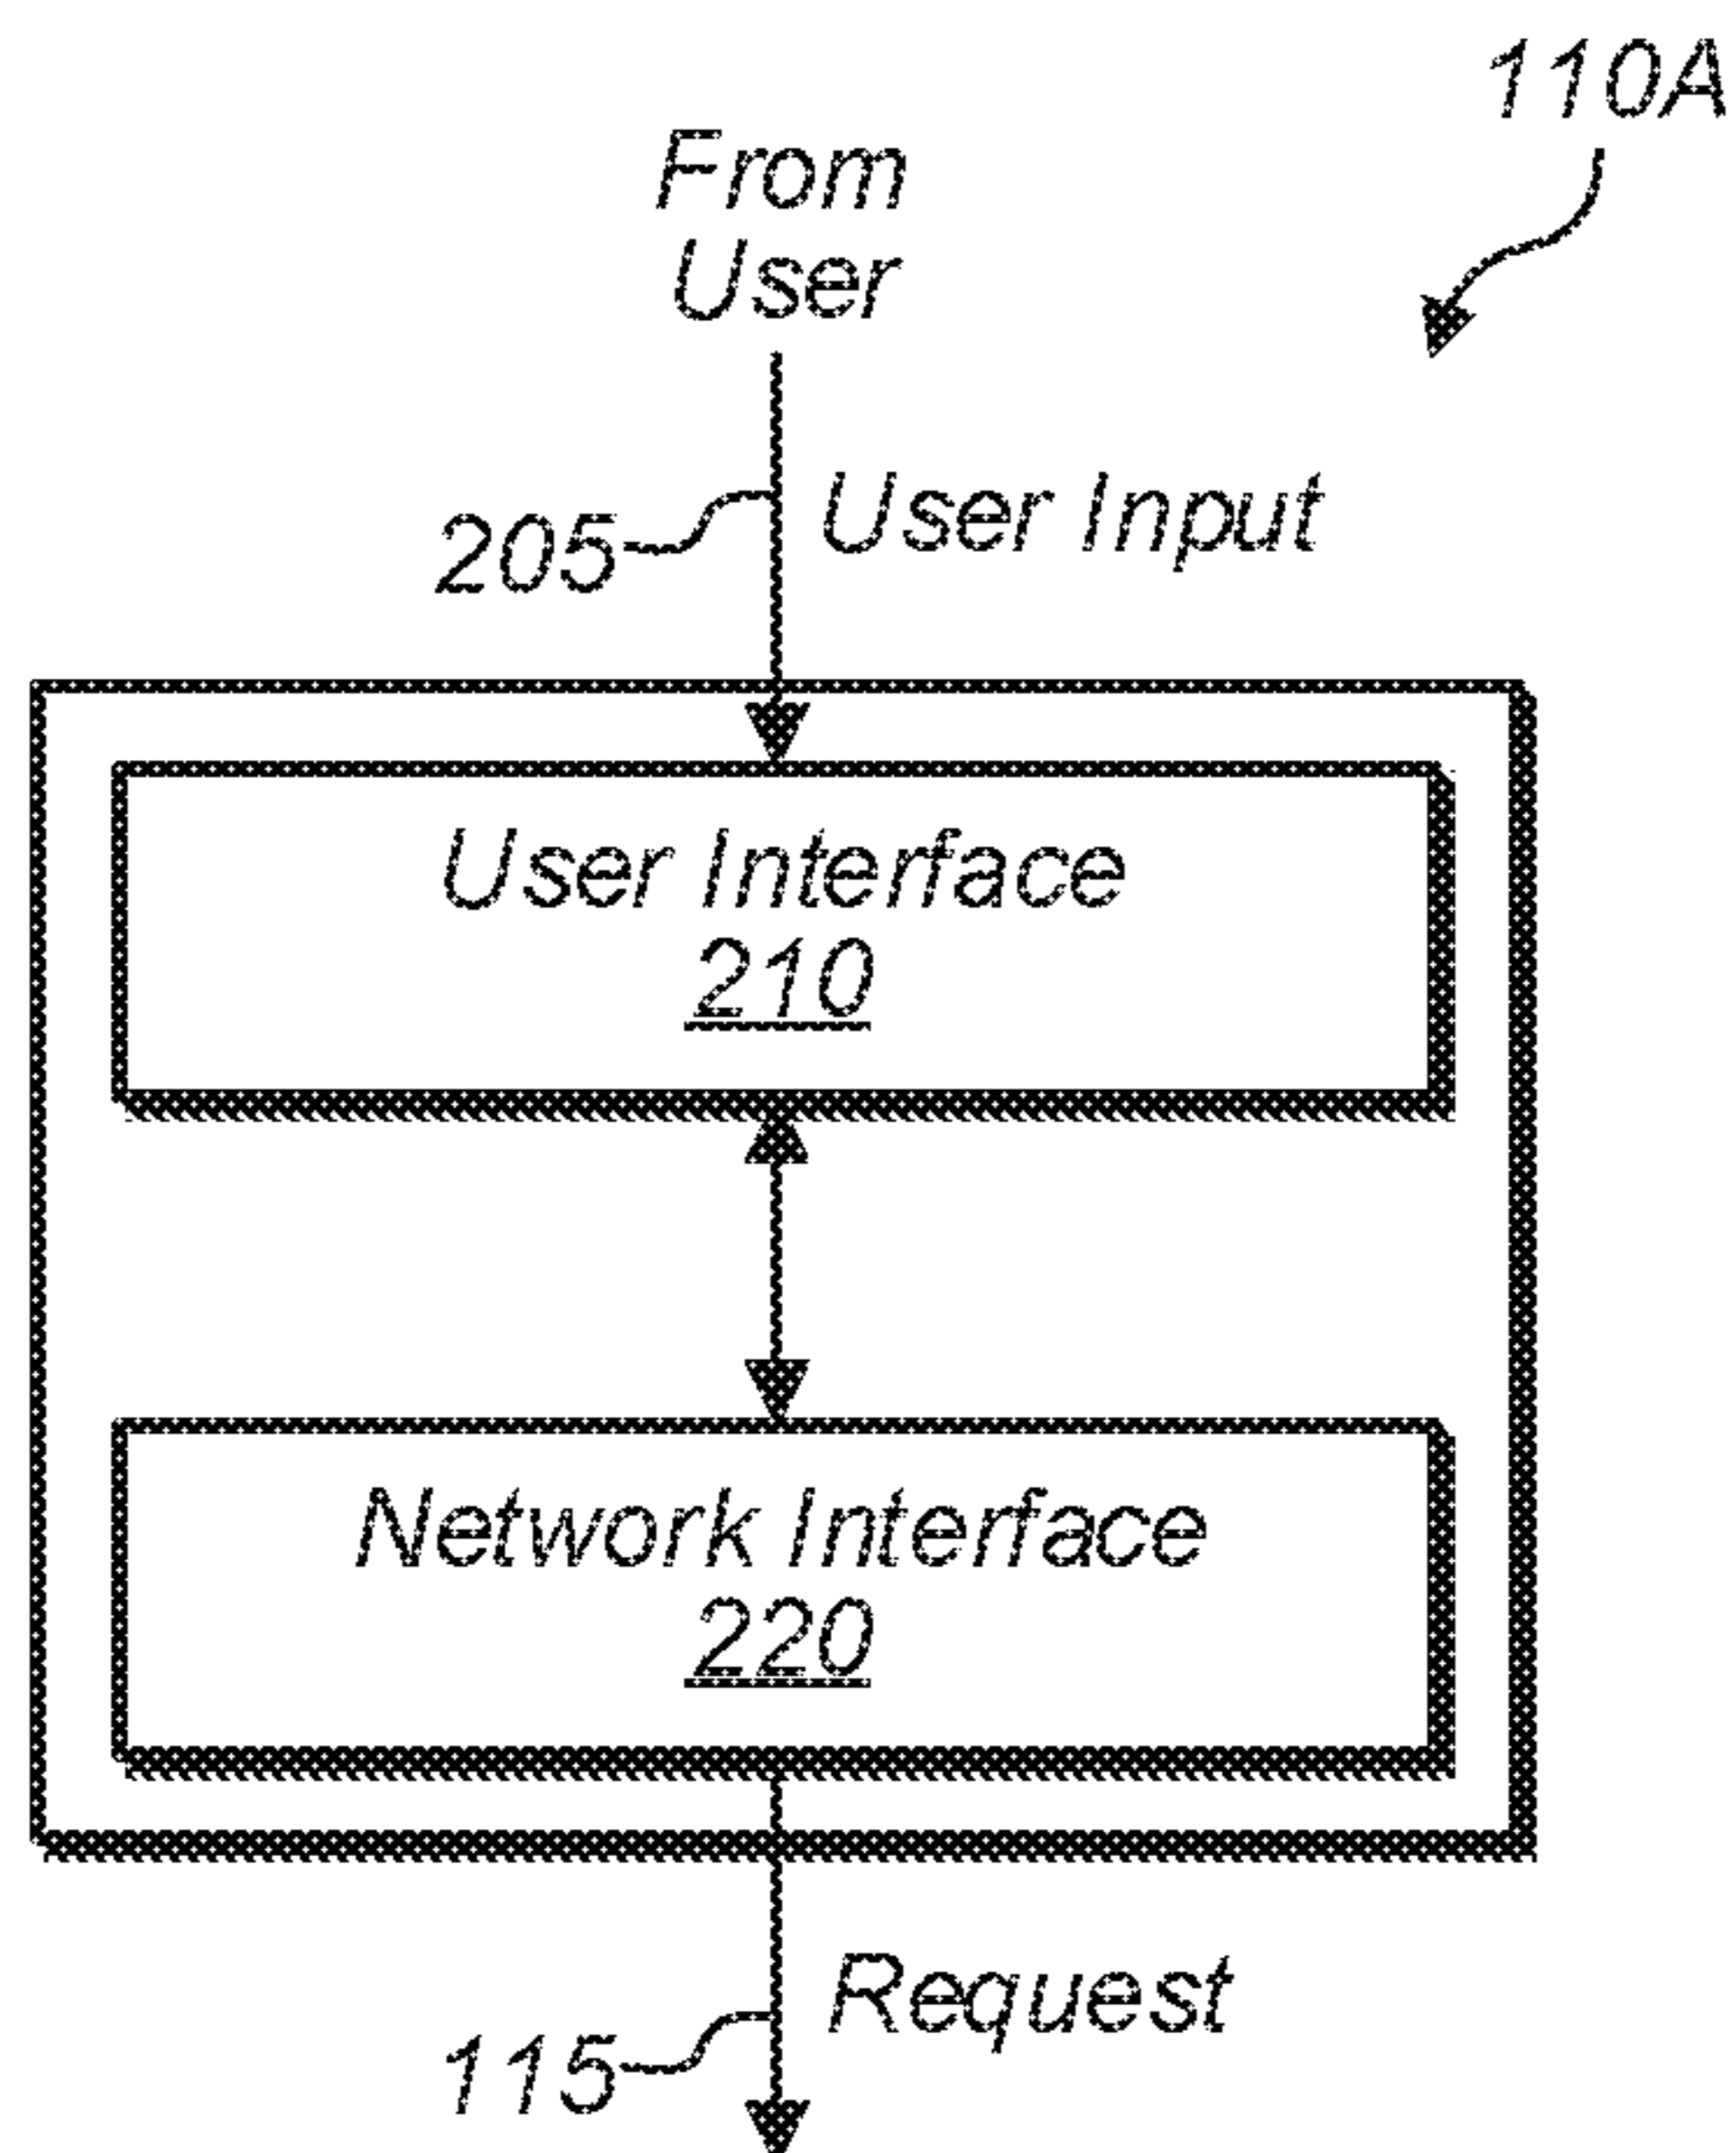 110A
From
User
205 User Input
User Interface
210
Network Interface
220
Request
115